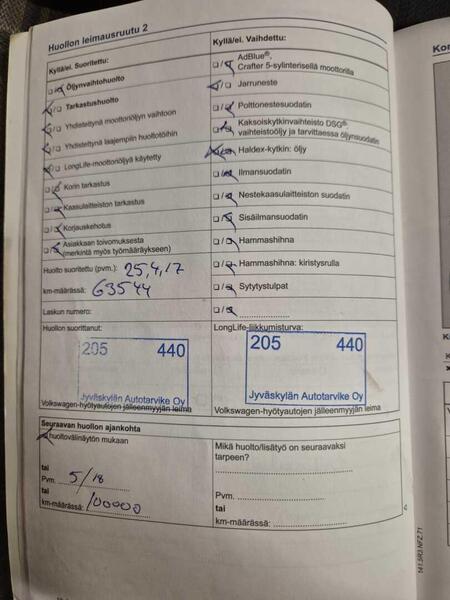 Huollon leimausruutu 2
Kyllä/ei. Suoritettu:
Öljynvaihtohuolto
Tarkastushuolto
Yhdistettynä moottoriöljyn vaihtoon
Yhdistettynä laajempiin huoltotöihin
LongLife-moottoriöljyä käytetty
Korin tarkastus
Kaasulaitteiston tarkastus
Korjauskehotus
Asiakkaan toivomuksesta
(merkintä myös työmääräykseen)
Huolto suoritettu (pvm.): 25,4,17
km-määrässä: 63544
Laskun numero:
Huollon suorittanut:
205 440
Jyväskylän Autotarvike Oy
Volkswagen-hyötyautojen jälleenmyyjän leima
Kyllä/ei. Vaihdettu:
AdBlue®,
Crafter 5-sylinterisellä moottorilla
Jarruneste
Polttonestesuodatin
Kaksoiskytkinvaihteisto DSG®
vaihteistoöljy ja tarvittaessa öljynsuodatin
Haldex-kytkin: öljy
Ilmansuodatin
Nestekaasulaitteiston suodatin
Sisäilmansuodatin
Hammashihna
Hammashihna: kiristysrulla
Sytytystulpat
LongLife-liikkumisturva:
205 440
Jyväskylän Autotarvike Oy
Volkswagen-hyötyautojen jälleenmyyjän leima
Seuraavan huollon ajankohta
huoltovälinäytön mukaan
tai
Pvm. 5/18
tai
km-määrässä: 100000
Mikä huolto/lisätyö on seuraavaksi
tarpeen?
Pvm.
tai
km-määrässä:
4
141.5R3.NFZ.71